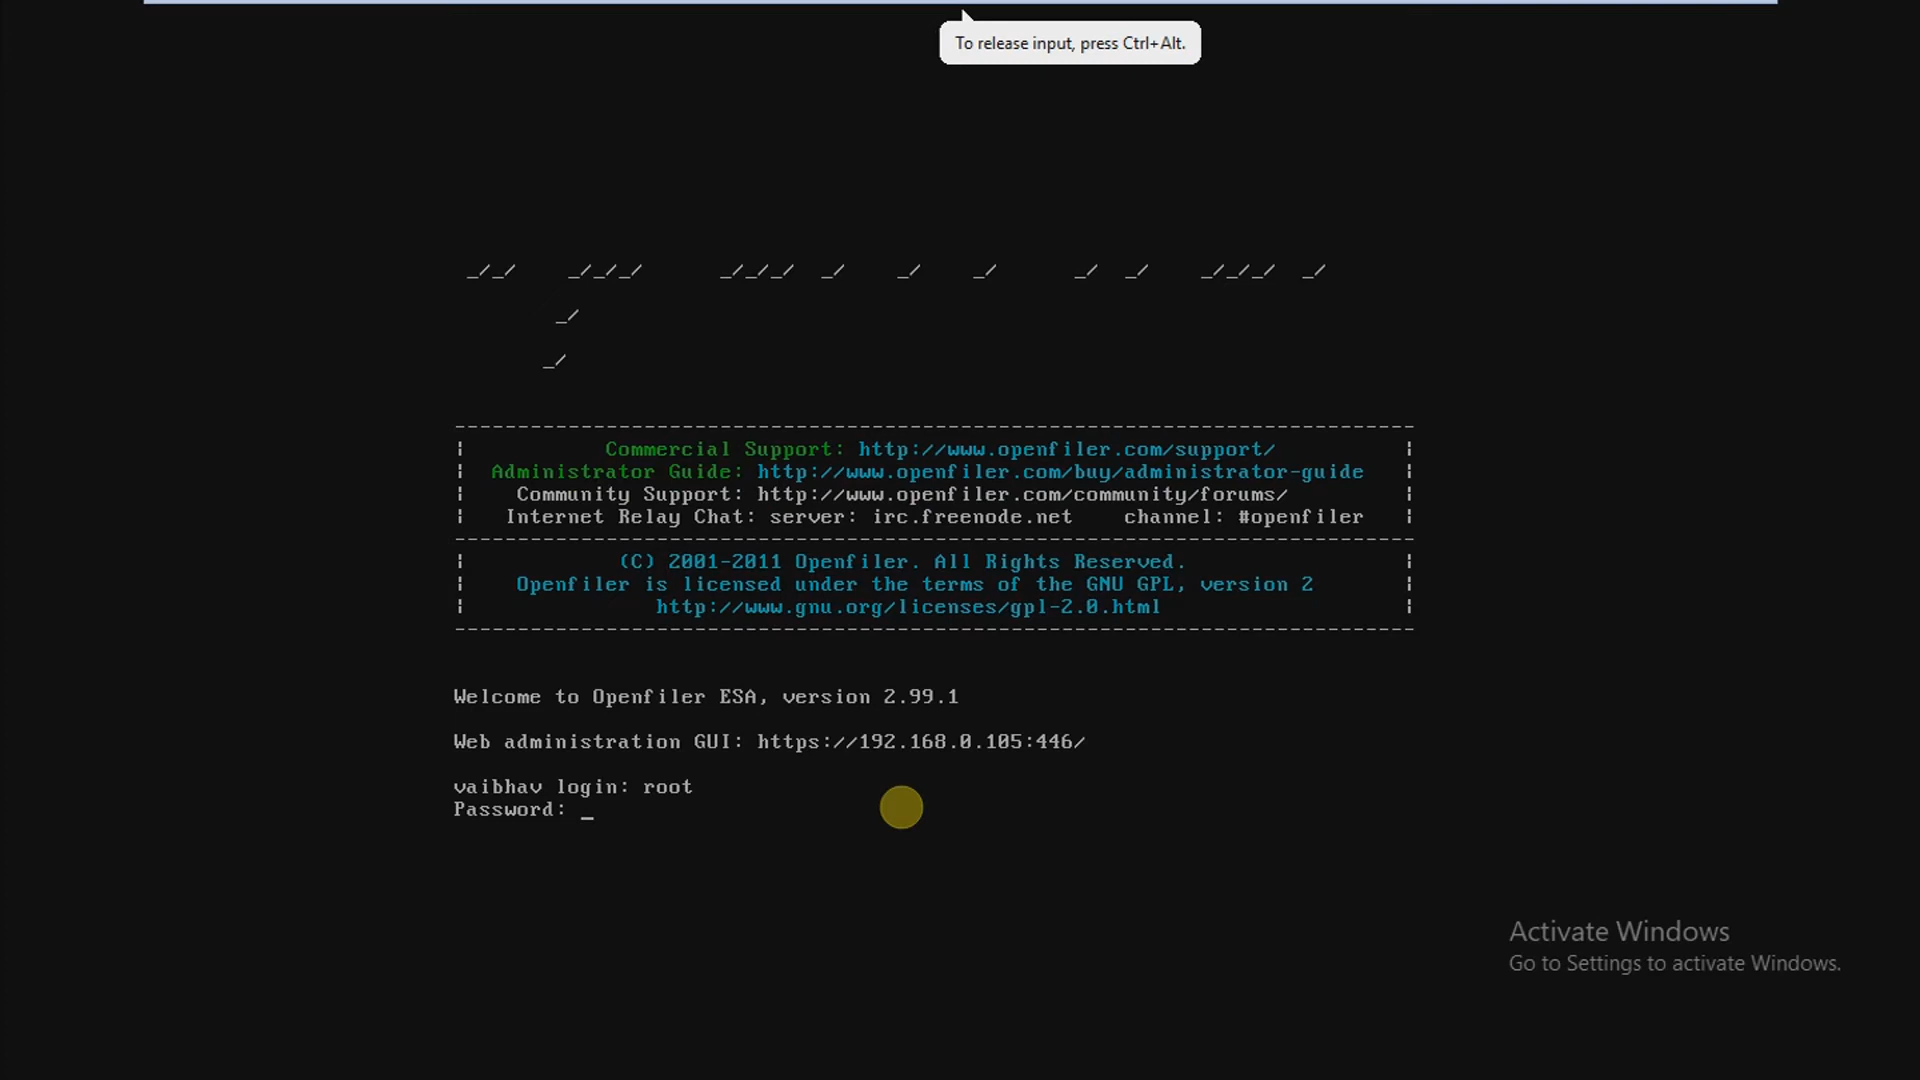 To release input, press Ctrl+Alt.
_/_/    _/_/_/      _/_/_/  _/    _/    _/      _/  _/    _/_/_/  _/
_/
_/
-----------------------------------------------------------------------------
|           Commercial Support: http://www.openfiler.com/support/          |
|  Administrator Guide: http://www.openfiler.com/buy/administrator-guide   |
|    Community Support: http://www.openfiler.com/community/forums/         |
|   Internet Relay Chat: server: irc.freenode.net    channel: #openfiler   |
-----------------------------------------------------------------------------
|            (C) 2001-2011 Openfiler. All Rights Reserved.                 |
|    Openfiler is licensed under the terms of the GNU GPL, version 2       |
|               http://www.gnu.org/licenses/gpl-2.0.html                   |
-----------------------------------------------------------------------------
Welcome to Openfiler ESA, version 2.99.1
Web administration GUI: https://192.168.0.105:446/
vaibhav login: root
Password: _
Activate Windows
Go to Settings to activate Windows.